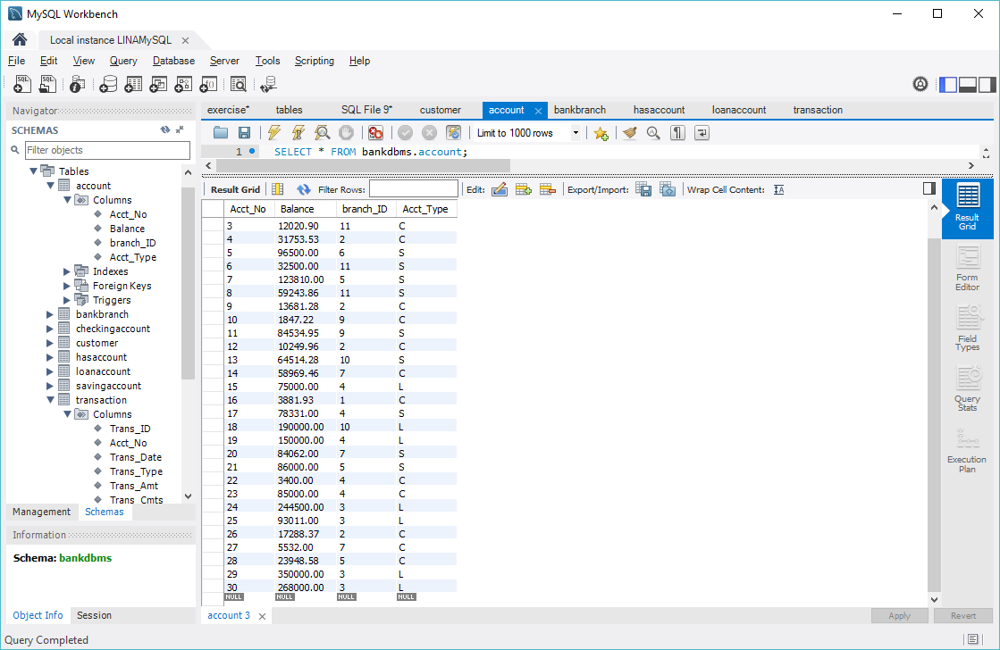 MySQL Workbench
Local instance LINAMySQL
File Edit View Query Database Server Tools Scripting Help
Navigator
SCHEMAS
Filter objects
Tables
account
Columns
Acct_No
Balance
branch_ID
Acct_Type
Indexes
Foreign Keys
Triggers
bankbranch
checkingaccount
customer
hasaccount
loanaccount
savingaccount
transaction
Columns
Trans_ID
Acct_No
Trans_Date
Trans_Type
Trans_Amt
Trans_Cmts
Management Schemas
Information
Schema: bankdbms
Object Info Session
exercise* tables SQL File 9* customer account bankbranch hasaccount loanaccount transaction
Limit to 1000 rows
1 SELECT * FROM bankdbms.account;
Result Grid Filter Rows: Edit: Export/Import: Wrap Cell Content:
Acct_No Balance branch_ID Acct_Type
3 12020.90 11 C
4 31753.53 2 C
5 96500.00 6 S
6 32500.00 11 S
7 123810.00 5 S
8 59243.86 11 S
9 13681.28 2 C
10 1847.22 9 C
11 84534.95 9 S
12 10249.96 2 C
13 64514.28 10 S
14 58969.46 7 C
15 75000.00 4 L
16 3881.93 1 C
17 78331.00 4 S
18 190000.00 10 L
19 150000.00 4 L
20 84062.00 7 S
21 86000.00 5 S
22 3400.00 4 C
23 85000.00 4 C
24 244500.00 3 L
25 93011.00 3 L
26 17288.37 2 C
27 5532.00 7 C
28 23948.58 5 C
29 350000.00 3 L
30 268000.00 3 L
NULL NULL NULL NULL
Result
Grid
Form
Editor
Field
Types
Query
Stats
Execution
Plan
account 3
Apply Revert
Query Completed